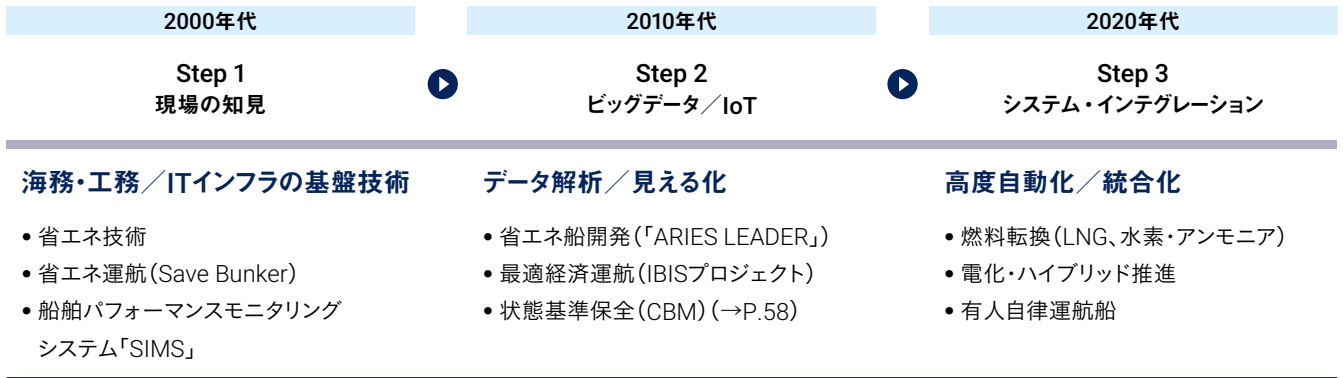 2000年代
Step 1
現場の知見
海務・工務／ITインフラの基盤技術
• 省エネ技術
• 省エネ運航（Save Bunker）
• 船舶パフォーマンスモニタリング
システム「SIMS」
2010年代
Step 2
ビッグデータ／IoT
データ解析／見える化
• 省エネ船開発（「ARIES LEADER」）
• 最適経済運航（IBISプロジェクト）
• 状態基準保全（CBM）（→P.58）
2020年代
Step 3
システム・インテグレーション
高度自動化／統合化
• 燃料転換（LNG、水素・アンモニア）
• 電化・ハイブリッド推進
• 有人自律運航船